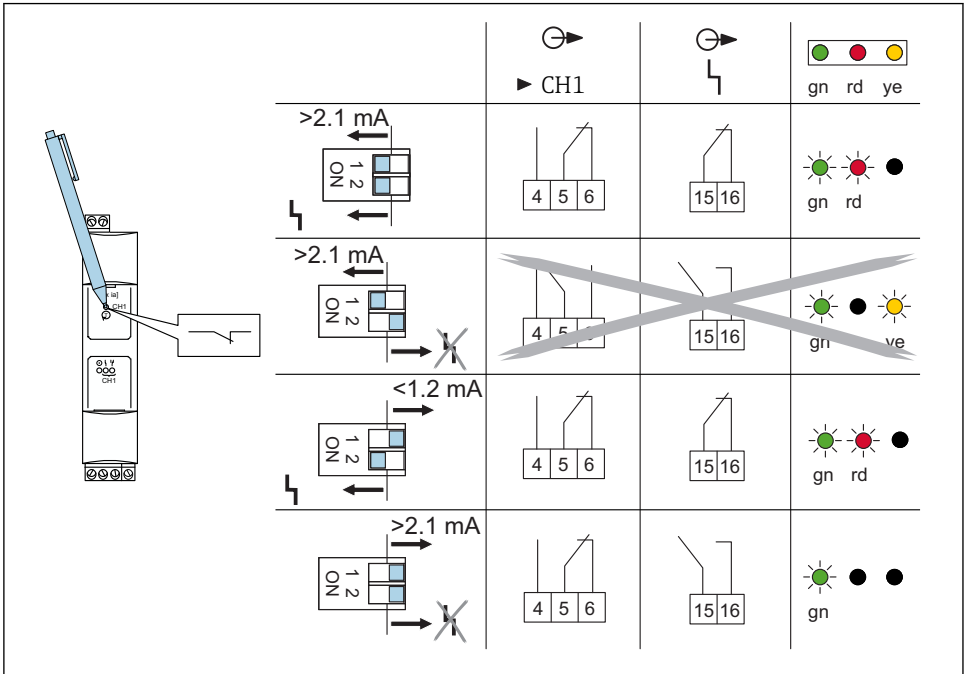 ► CH1
gn rd ye
>2.1 mA
1 2
ON
4 5 6
15 16
gn rd
>2.1 mA
1 2
ON
4 5
15 16
gn ye
<1.2 mA
1 2
ON
4 5 6
15 16
gn rd
>2.1 mA
1 2
ON
4 5 6
15 16
gn
ia]
CH1
CH1